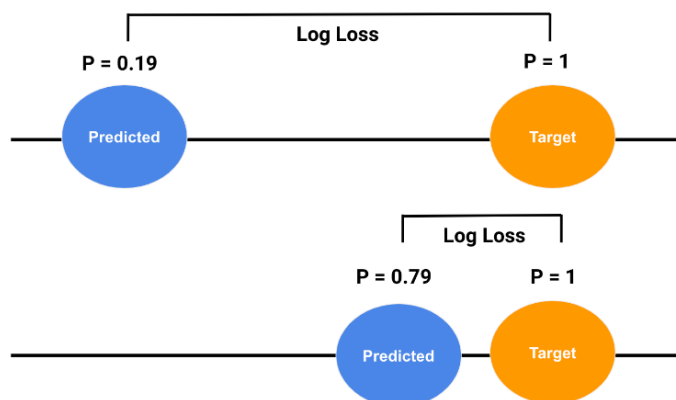 Log Loss
P = 0.19
P = 1
Predicted
Target
Log Loss
P = 0.79
P = 1
Predicted
Target